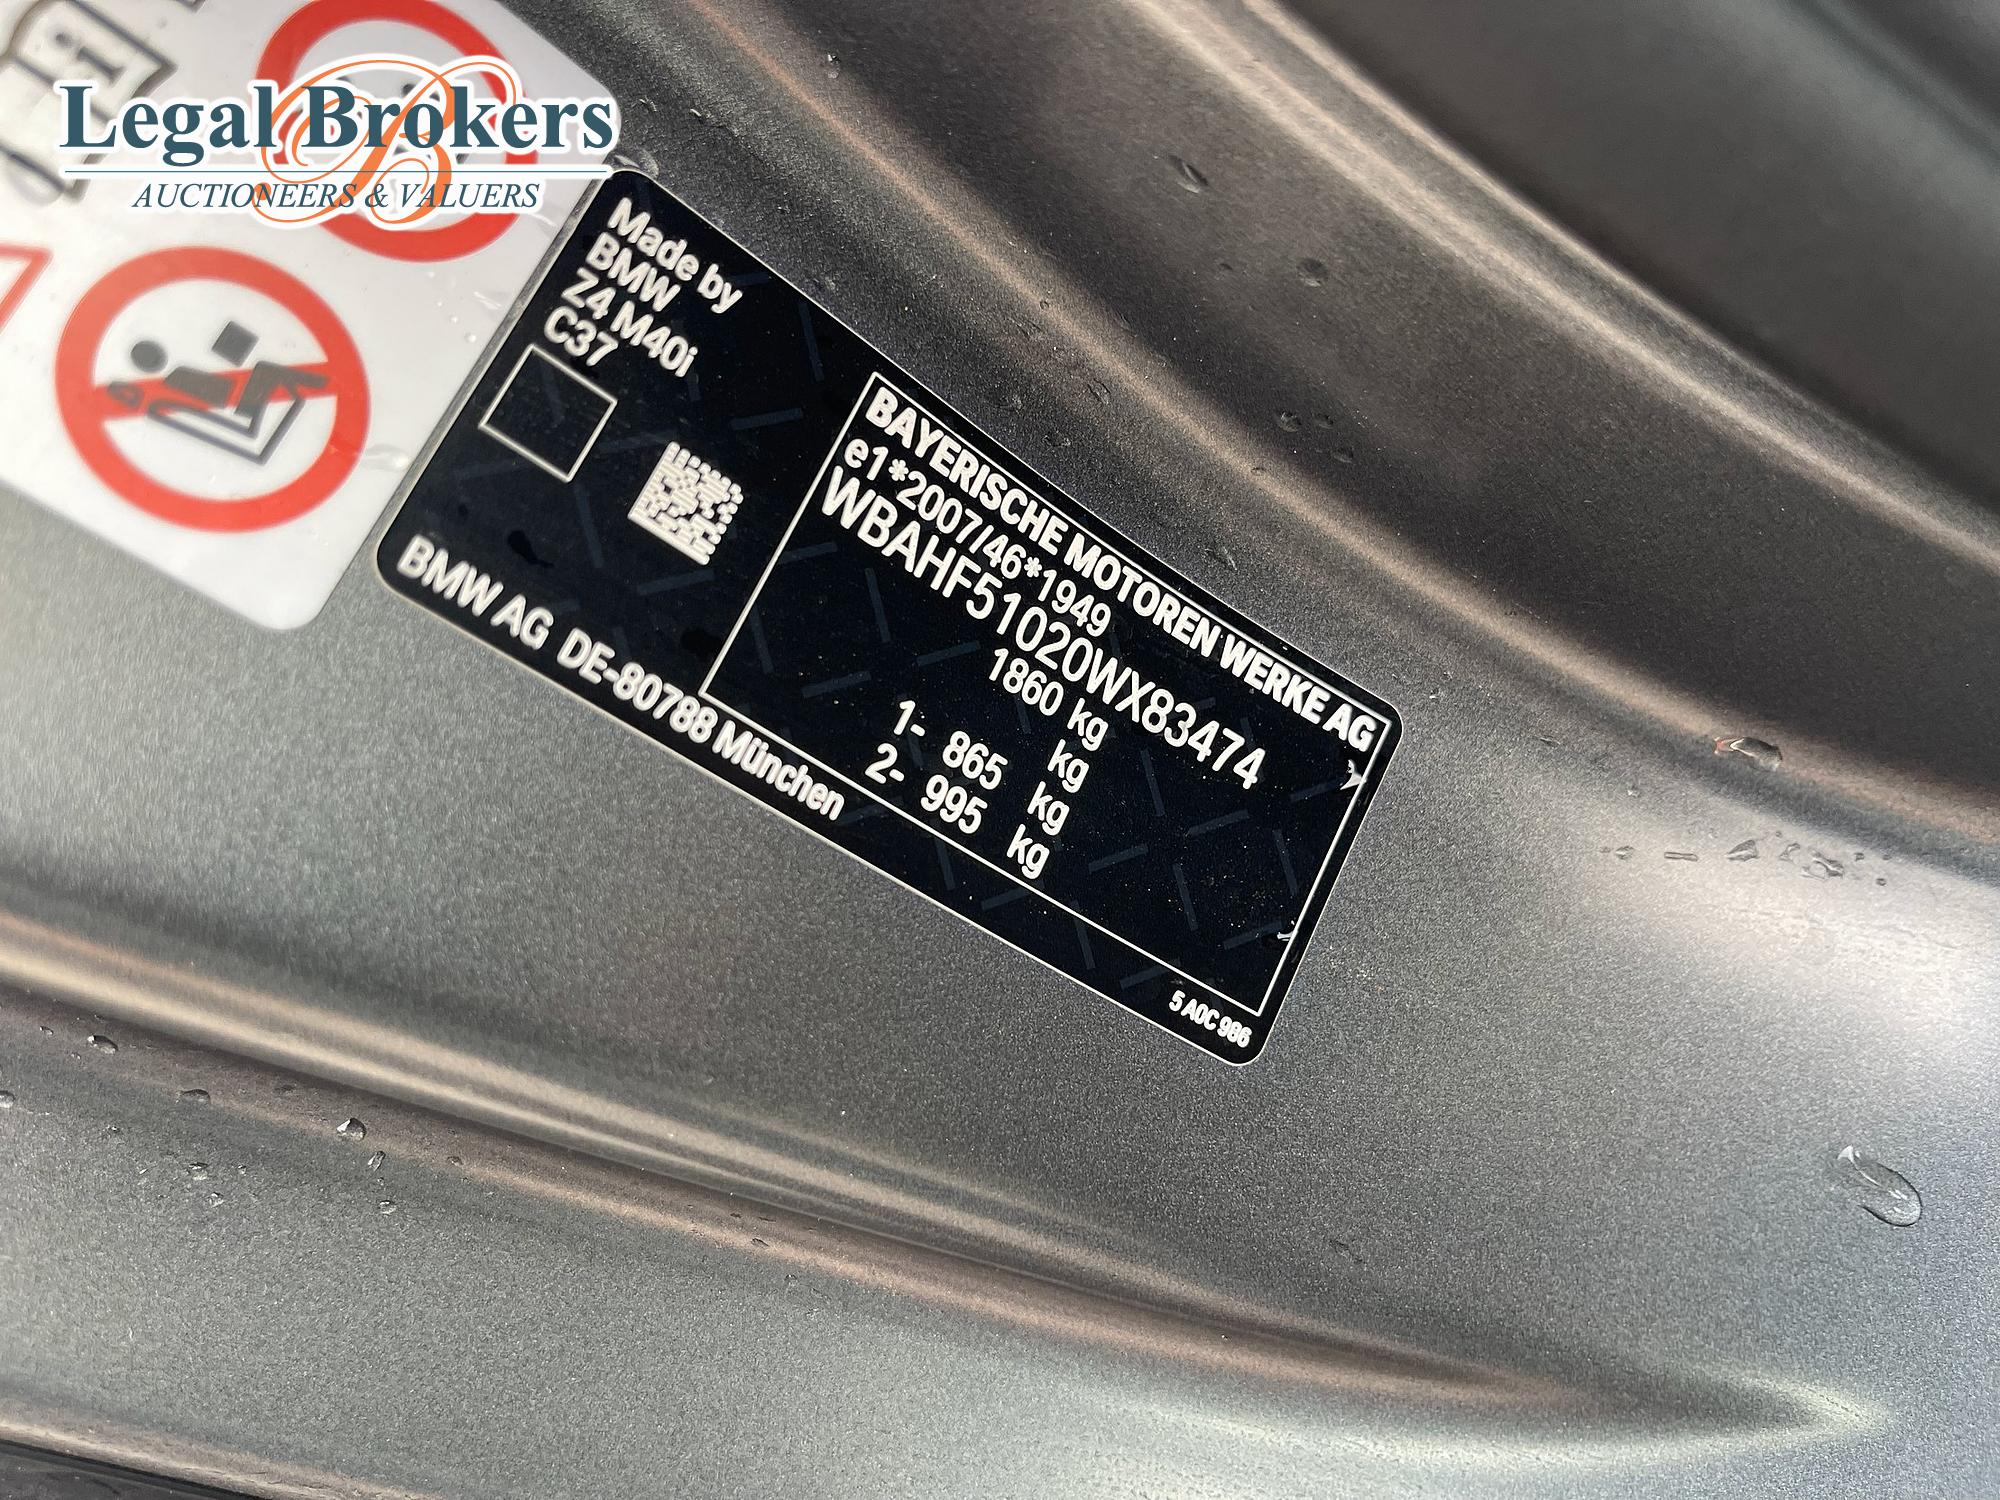 Legal Brokers
AUCTIONEERS & VALUERS
Made by
BMW
Z4 M40i
C37
BAYERISCHE MOTOREN WERKE AG
e1*2007/46*1949
WBAHF51020WX83474
1860 kg
kg
1- 865 kg
2- 995 kg
BMW AG DE-80788 München
5 A0C 986